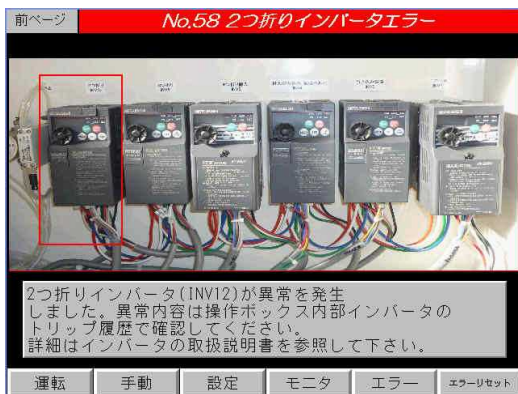 前ページ
No.58 2つ折りインバータエラー
2つ折りインバータ(INV12)が異常を発生
しました。異常内容は操作ボックス内部インバータの
トリップ履歴で確認してください。
詳細はインバータの取扱説明書を参照して下さい。
運転
手動
設定
モニタ
エラー
エラーリセット